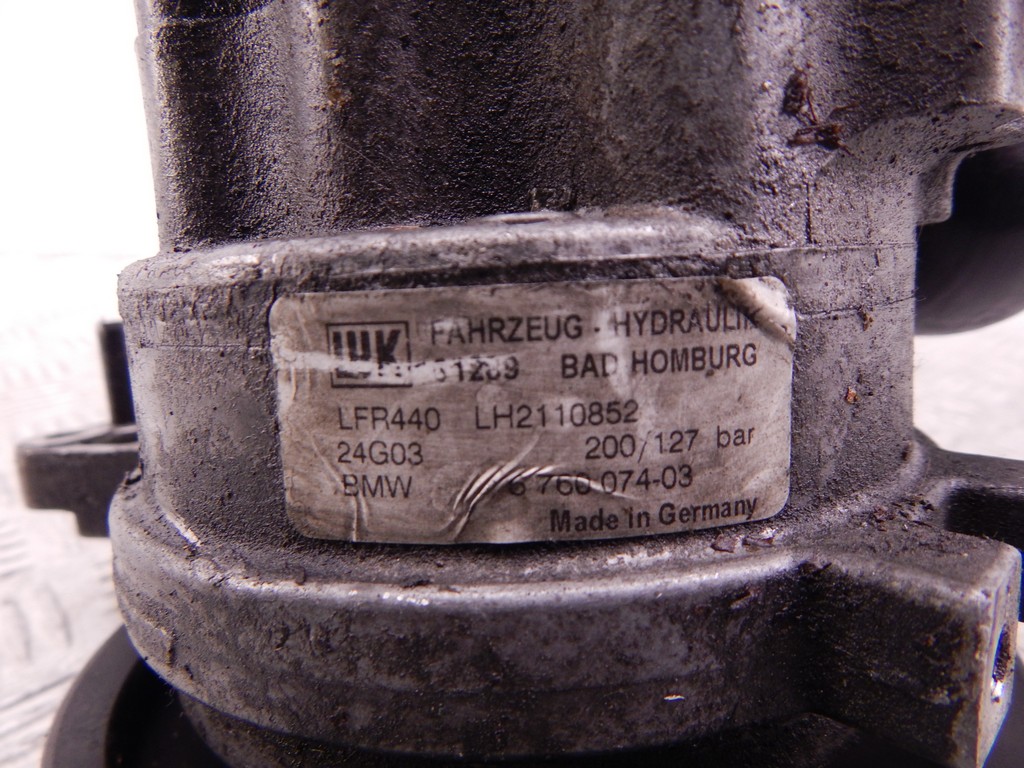 LUK FAHRZEUG - HYDRAULIK
BAD HOMBURG
LFR440 LH2110852
24G03 200/127 bar
BMW 6 760 074-03
Made in Germany